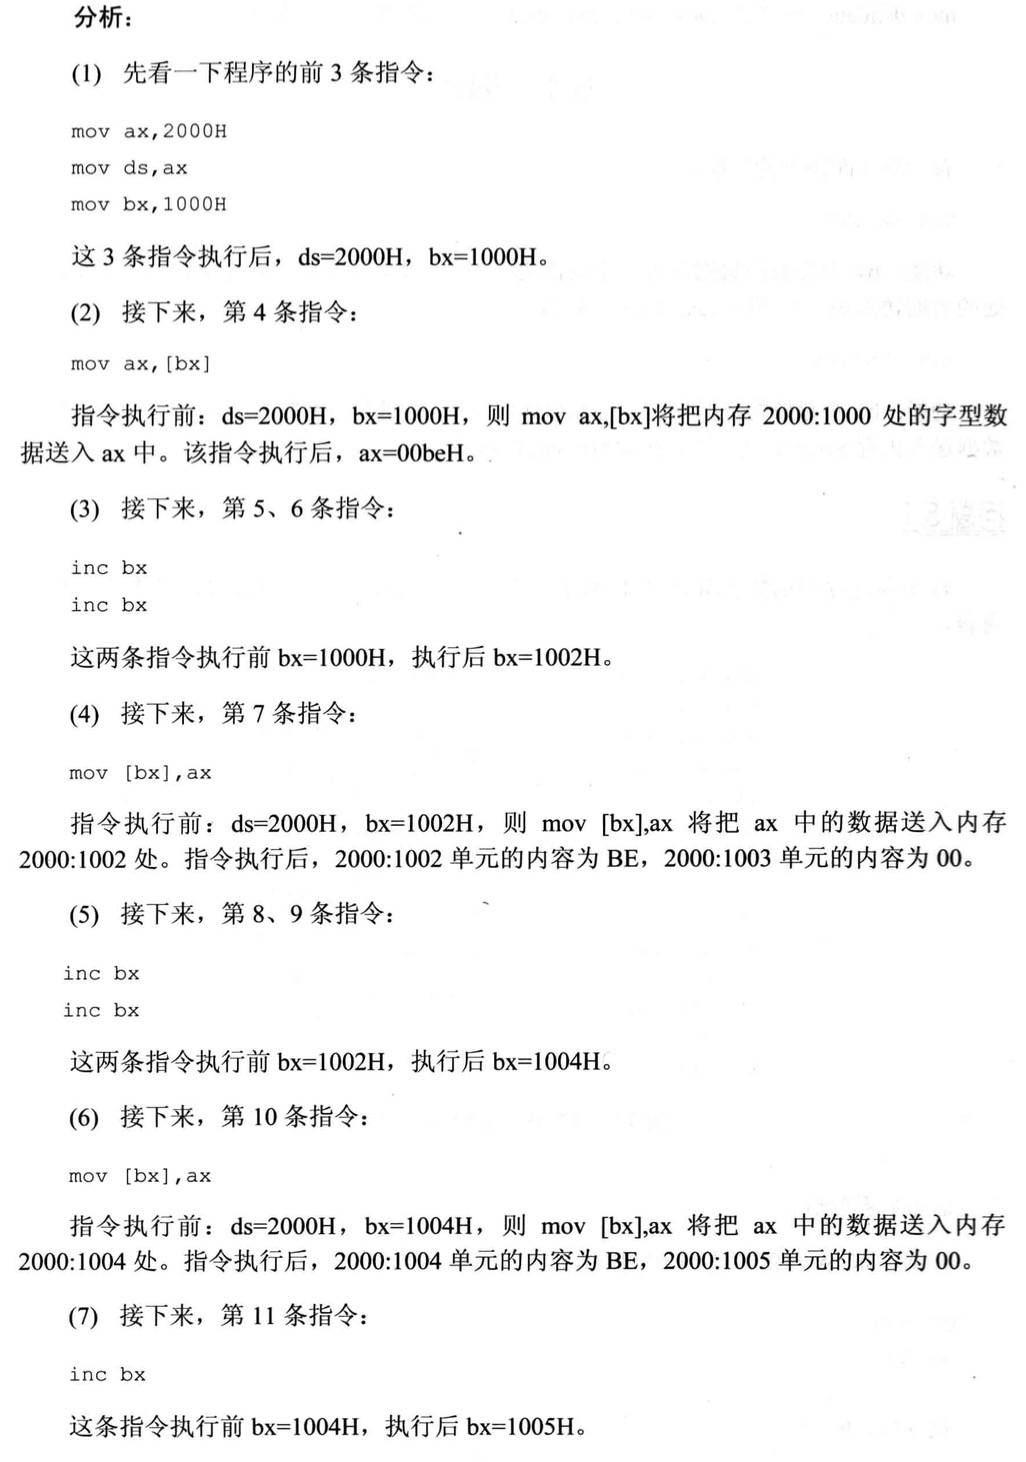 分析：
(1) 先看一下程序的前 3 条指令：
mov ax,2000H
mov ds,ax
mov bx,1000H
这 3 条指令执行后，ds=2000H，bx=1000H。
(2) 接下来，第 4 条指令：
mov ax,[bx]
指令执行前：ds=2000H，bx=1000H，则 mov ax,[bx]将把内存 2000:1000 处的字型数
据送入 ax 中。该指令执行后，ax=00beH。
(3) 接下来，第 5、6 条指令：
inc bx
inc bx
这两条指令执行前 bx=1000H，执行后 bx=1002H。
(4) 接下来，第 7 条指令：
mov [bx],ax
指令执行前：ds=2000H，bx=1002H，则 mov [bx],ax 将把 ax 中的数据送入内存
2000:1002 处。指令执行后，2000:1002 单元的内容为 BE，2000:1003 单元的内容为 00。
(5) 接下来，第 8、9 条指令：
inc bx
inc bx
这两条指令执行前 bx=1002H，执行后 bx=1004H。
(6) 接下来，第 10 条指令：
mov [bx],ax
指令执行前：ds=2000H，bx=1004H，则 mov [bx],ax 将把 ax 中的数据送入内存
2000:1004 处。指令执行后，2000:1004 单元的内容为 BE，2000:1005 单元的内容为 00。
(7) 接下来，第 11 条指令：
inc bx
这条指令执行前 bx=1004H，执行后 bx=1005H。